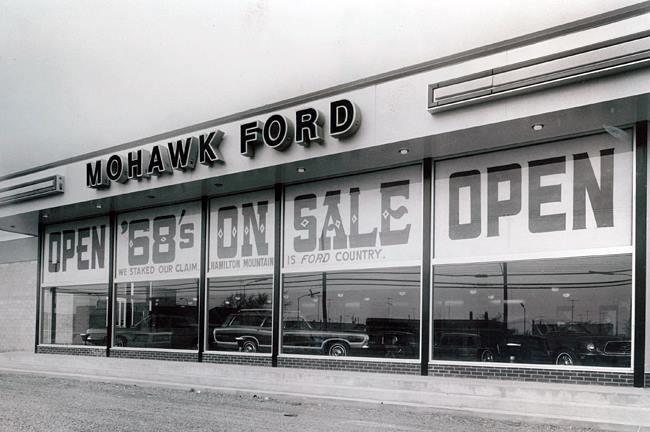 MOHAWK FORD
OPEN '68's ON SALE OPEN
WE STAKED OUR CLAIM. HAMILTON MOUNTAIN IS FORD COUNTRY.